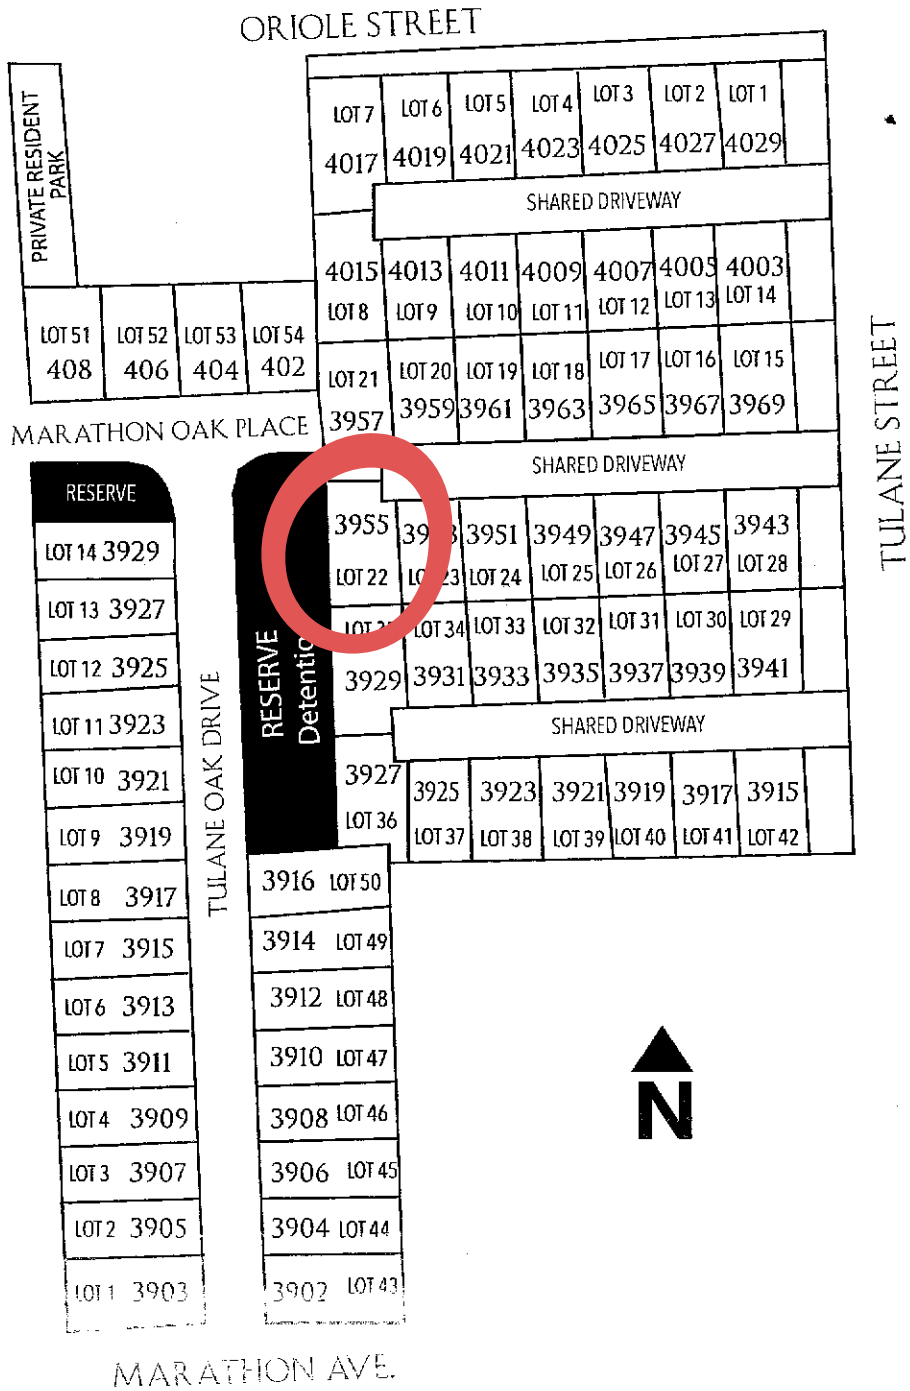 ORIOLE STREET
PRIVATE RESIDENT
PARK
LOT 7 LOT 6 LOT 5 LOT 4 LOT 3 LOT 2 LOT 1
4017 4019 4021 4023 4025 4027 4029
SHARED DRIVEWAY
4015 4013 4011 4009 4007 4005 4003
LOT 8 LOT 9 LOT 10 LOT 11 LOT 12 LOT 13 LOT 14
LOT 51 LOT 52 LOT 53 LOT 54
408 406 404 402
LOT 21 LOT 20 LOT 19 LOT 18 LOT 17 LOT 16 LOT 15
3957 3959 3961 3963 3965 3967 3969
MARATHON OAK PLACE
SHARED DRIVEWAY
TULANE STREET
RESERVE
3955 3951 3949 3947 3945 3943
LOT 22 LOT 23 LOT 24 LOT 25 LOT 26 LOT 27 LOT 28
LOT LOT 34 LOT 33 LOT 32 LOT 31 LOT 30 LOT 29
3929 3931 3933 3935 3937 3939 3941
SHARED DRIVEWAY
3927 3925 3923 3921 3919 3917 3915
LOT 36 LOT 37 LOT 38 LOT 39 LOT 40 LOT 41 LOT 42
RESERVE
LOT 14 3929
LOT 13 3927
LOT 12 3925
LOT 11 3923
LOT 10 3921
LOT 9 3919
LOT 8 3917
LOT 7 3915
LOT 6 3913
LOT 5 3911
LOT 4 3909
LOT 3 3907
LOT 2 3905
LOT 1 3903
TULANE OAK DRIVE
3916 LOT 50
3914 LOT 49
3912 LOT 48
3910 LOT 47
3908 LOT 46
3906 LOT 45
3904 LOT 44
3902 LOT 43
N
MARATHON AVE.